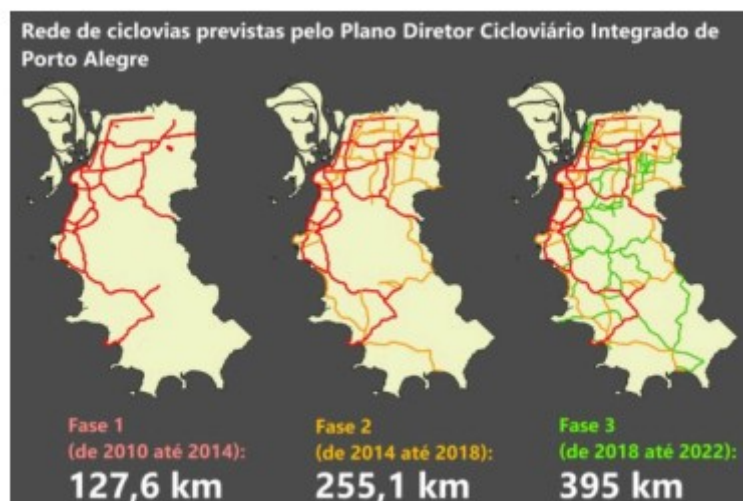 Rede de ciclovias previstas pelo Plano Diretor Cicloviário Integrado de
Porto Alegre
Fase 1
(de 2010 até 2014):
127,6 km
Fase 2
(de 2014 até 2018):
255,1 km
Fase 3
(de 2018 até 2022):
395 km